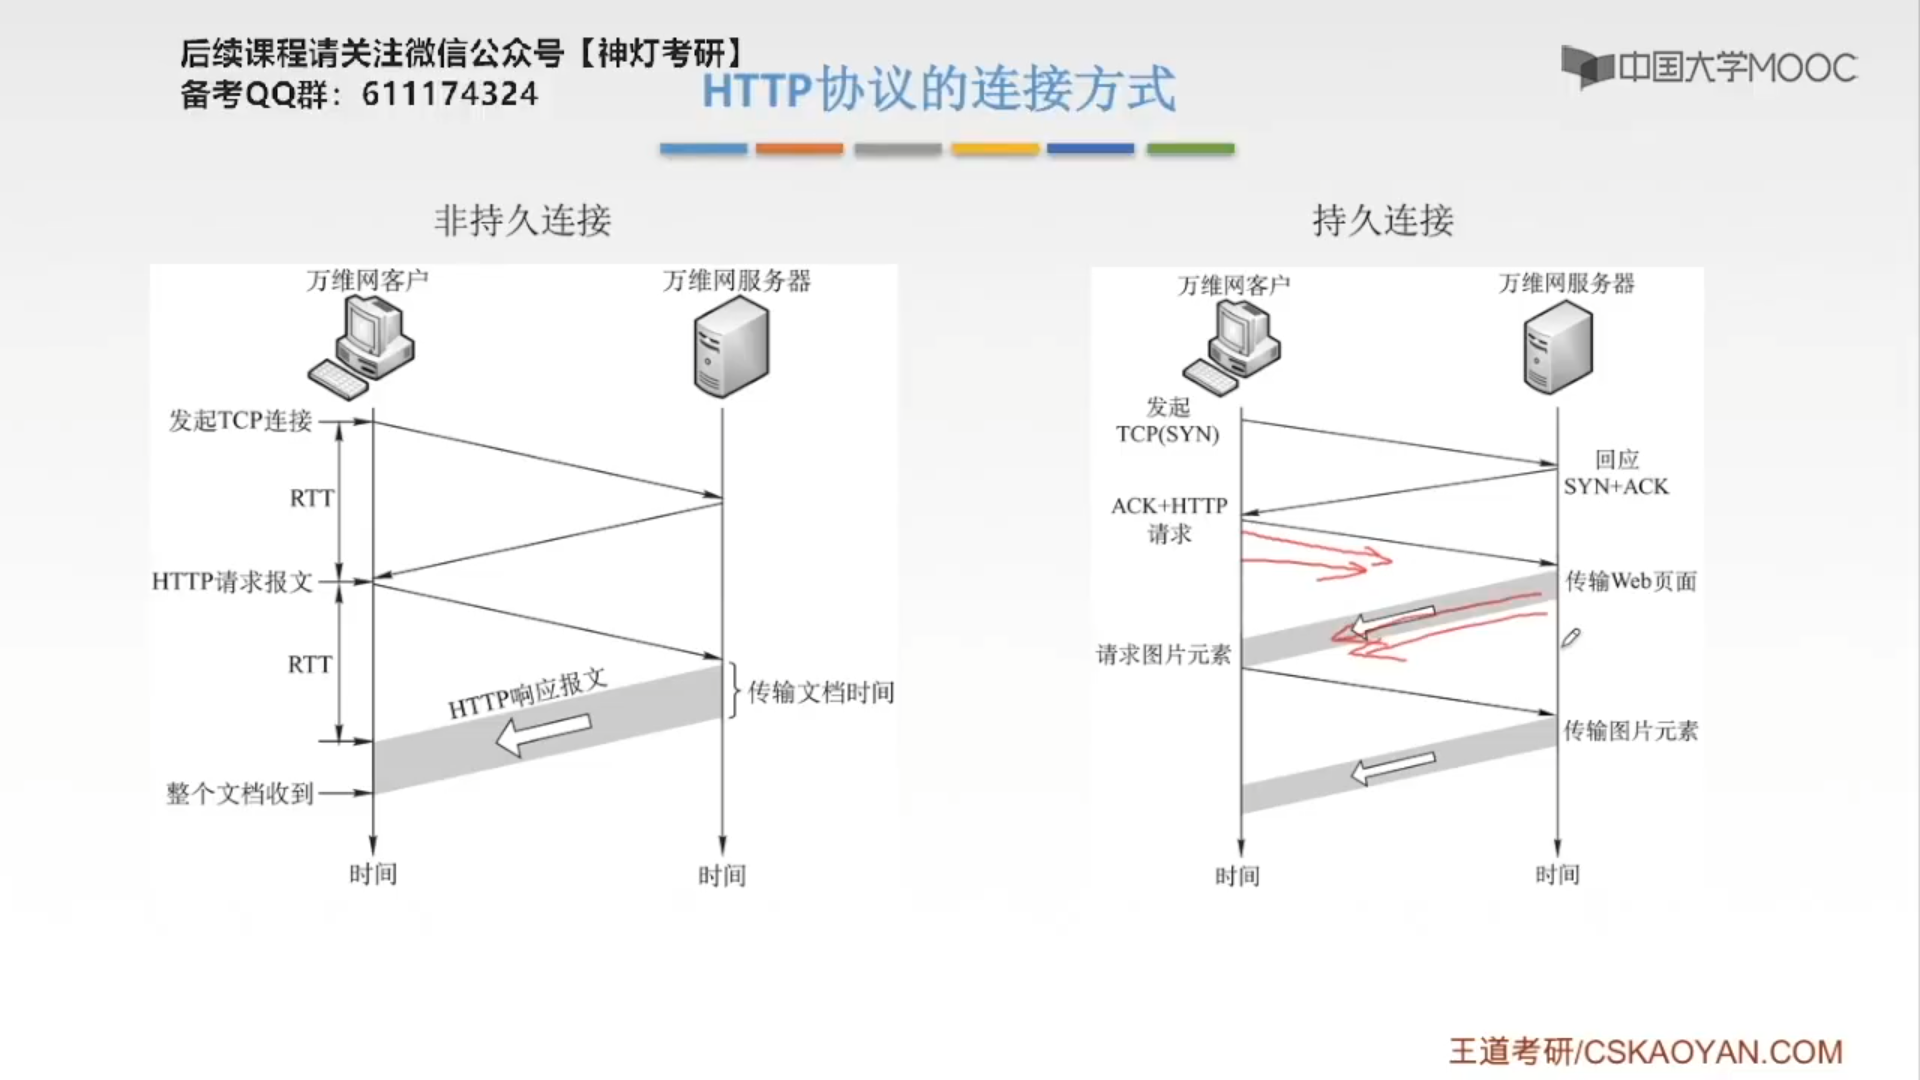 后续课程请关注微信公众号【神灯考研】
备考QQ群：611174324
HTTP协议的连接方式
中国大学MOOC
非持久连接
万维网客户
万维网服务器
发起TCP连接
RTT
HTTP请求报文
RTT
HTTP响应报文
传输文档时间
整个文档收到
时间
时间
持久连接
万维网客户
万维网服务器
发起
TCP(SYN)
回应
SYN+ACK
ACK+HTTP
请求
传输Web页面
请求图片元素
传输图片元素
时间
时间
王道考研/CSKAOYAN.COM